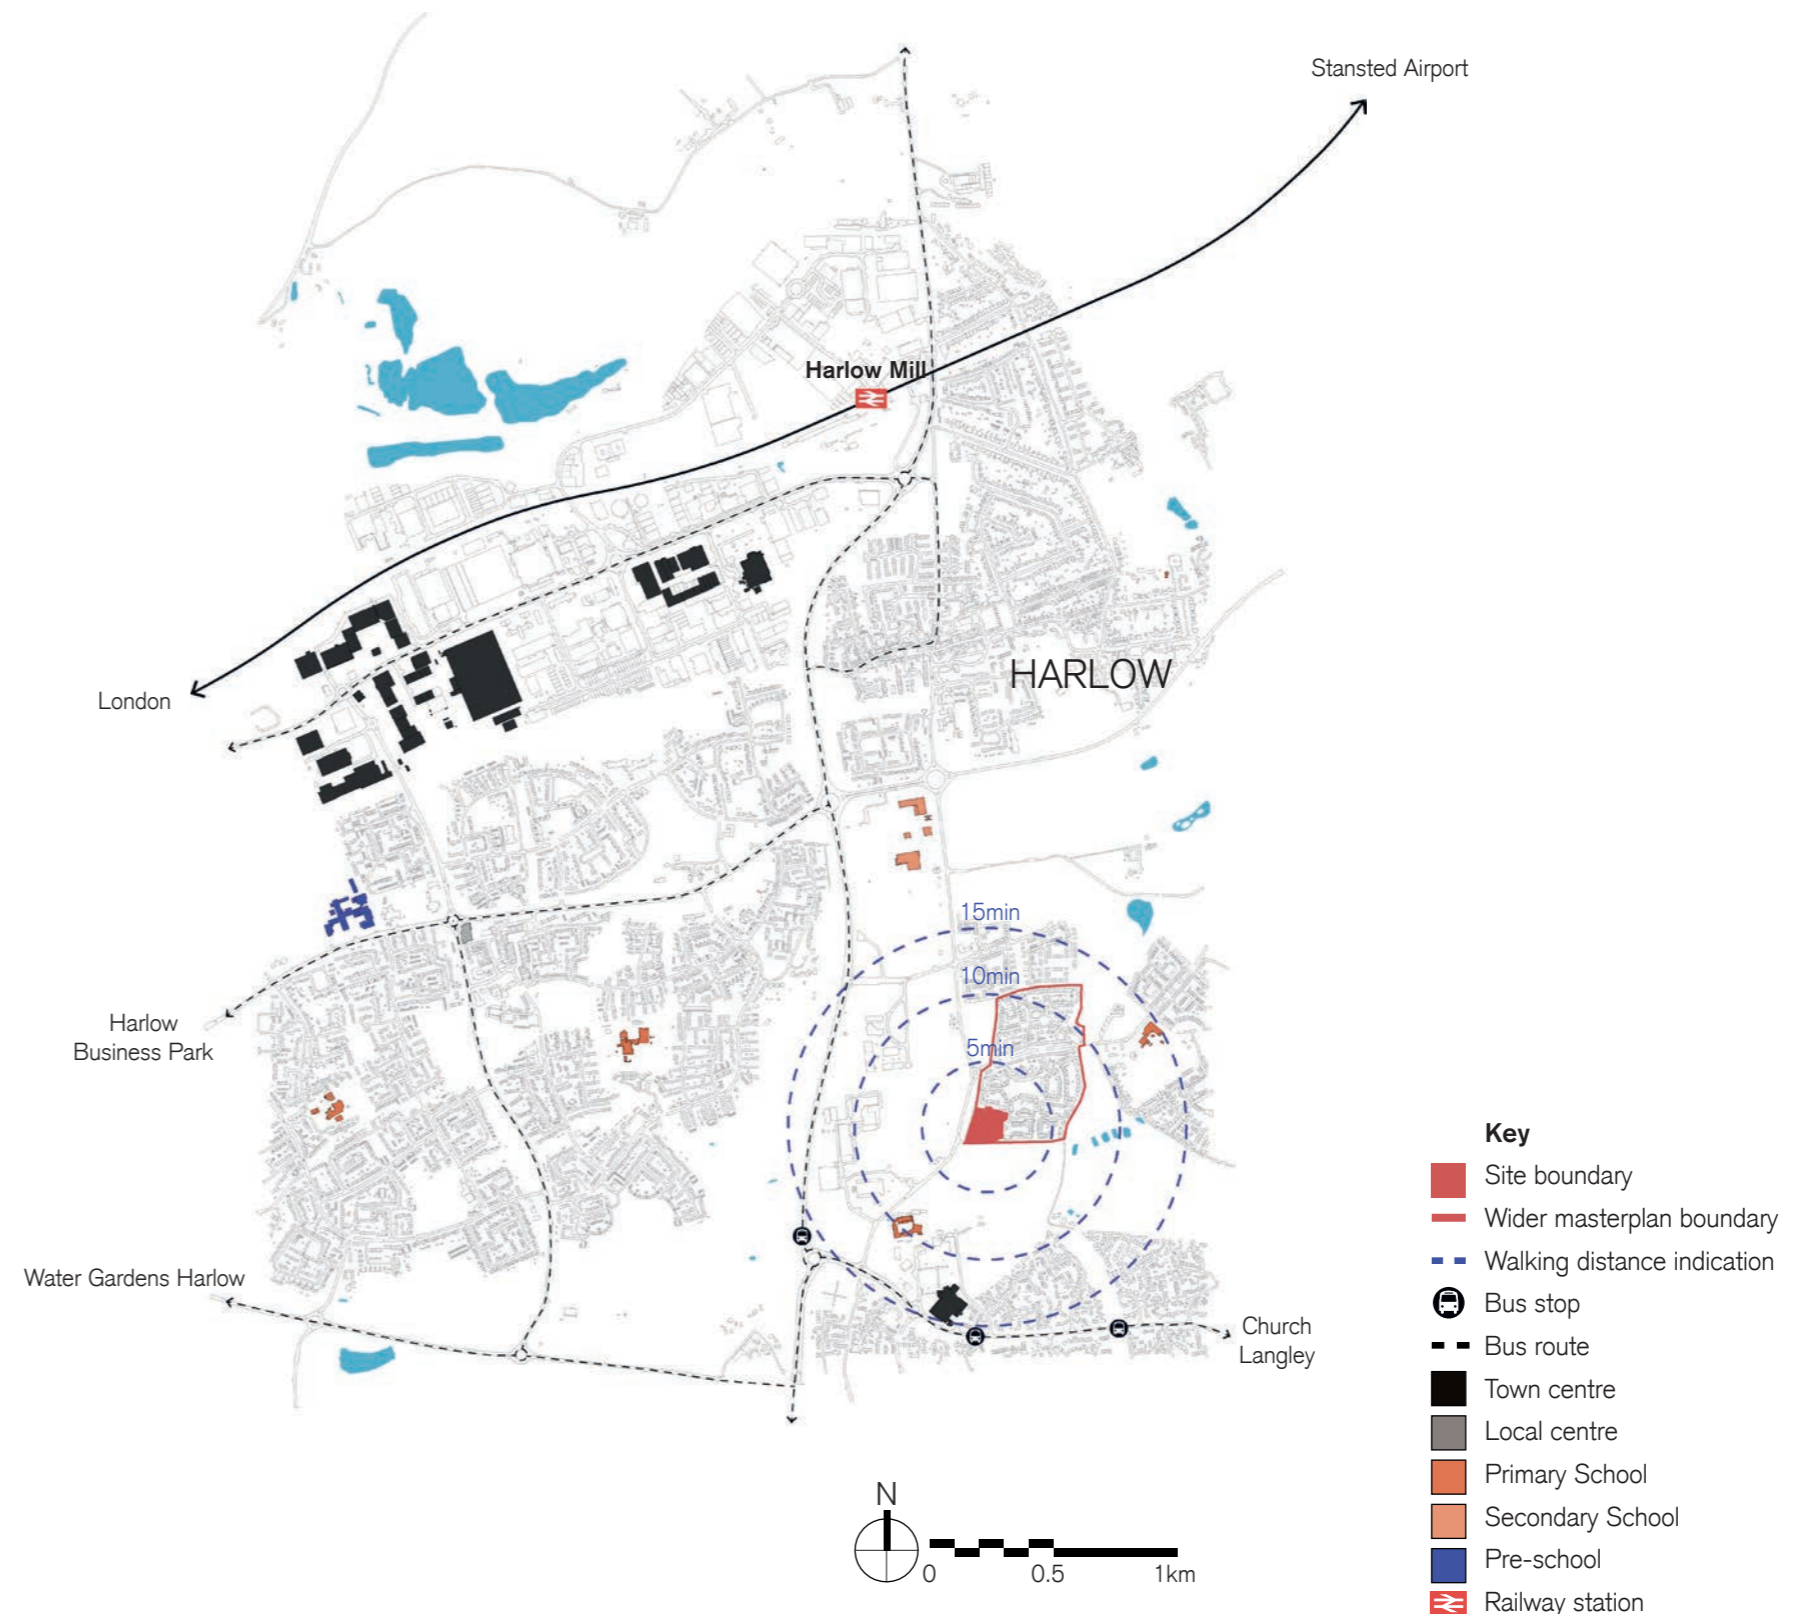 Stansted Airport
Harlow Mill
London
HARLOW
15min
10min
5min
Harlow
Business Park
Water Gardens Harlow
Church
Langley
Key
Site boundary
Wider masterplan boundary
Walking distance indication
Bus stop
Bus route
Town centre
Local centre
Primary School
Secondary School
Pre-school
Railway station
N
0
0.5
1km